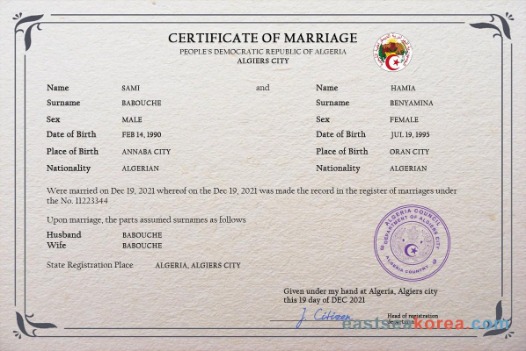 CERTIFICATE OF MARRIAGE
PEOPLE'S DEMOCRATIC REPUBLIC OF ALGERIA
ALGIERS CITY
Name SAMI and Name HAMIA
Surname BABOUCHE Surname BENYAMINA
Sex MALE Sex FEMALE
Date of Birth FEB 14, 1990 Date of Birth JUL 19, 1995
Place of Birth ANNABA CITY Place of Birth ORAN CITY
Nationality ALGERIAN Nationality ALGERIAN
Were married on Dec 19, 2021 whereof on the Dec 19, 2021 was made the record in the register of marriages under
the No. 11223344
Upon marriage, the parts assumed surnames as follows
Husband BABOUCHE
Wife BABOUCHE
State Registration Place ALGERIA, ALGIERS CITY
ALGERIA COUNCIL
DEPARTMENT OF ALGIERS CITY
ALGERIA COUNTRY
Given under my hand at Algeria, Algiers city
this 19 day of DEC 2021
J. Citizen
Head of registration
eastseakorea.com